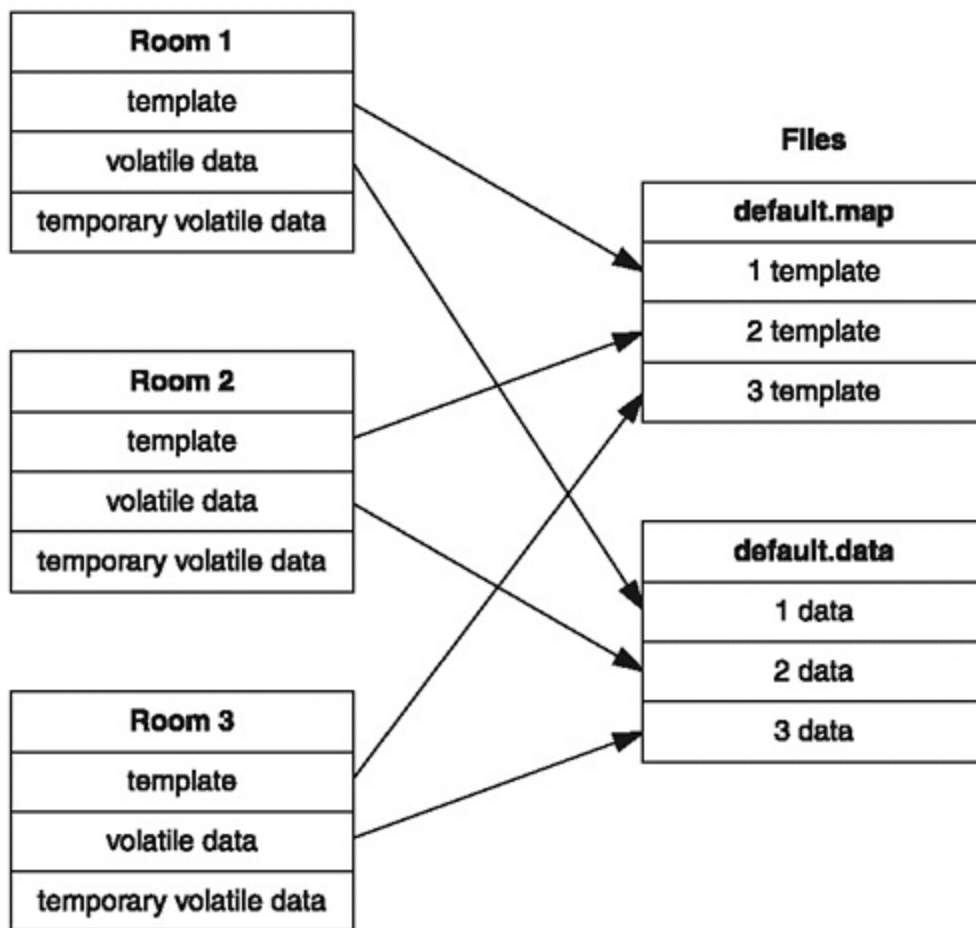 Room 1
template
volatile data
temporary volatile data
Room 2
template
volatile data
temporary volatile data
Room 3
template
volatile data
temporary volatile data
Files
default.map
1 template
2 template
3 template
default.data
1 data
2 data
3 data